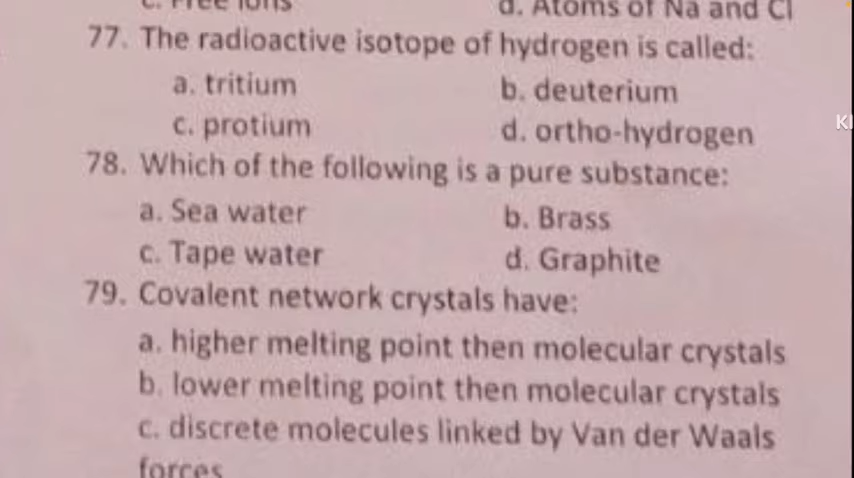 c. Free ions d. Atoms of Na and Cl
77. The radioactive isotope of hydrogen is called:
a. tritium b. deuterium
c. protium d. ortho-hydrogen
78. Which of the following is a pure substance:
a. Sea water b. Brass
c. Tape water d. Graphite
79. Covalent network crystals have:
a. higher melting point then molecular crystals
b. lower melting point then molecular crystals
c. discrete molecules linked by Van der Waals
forces